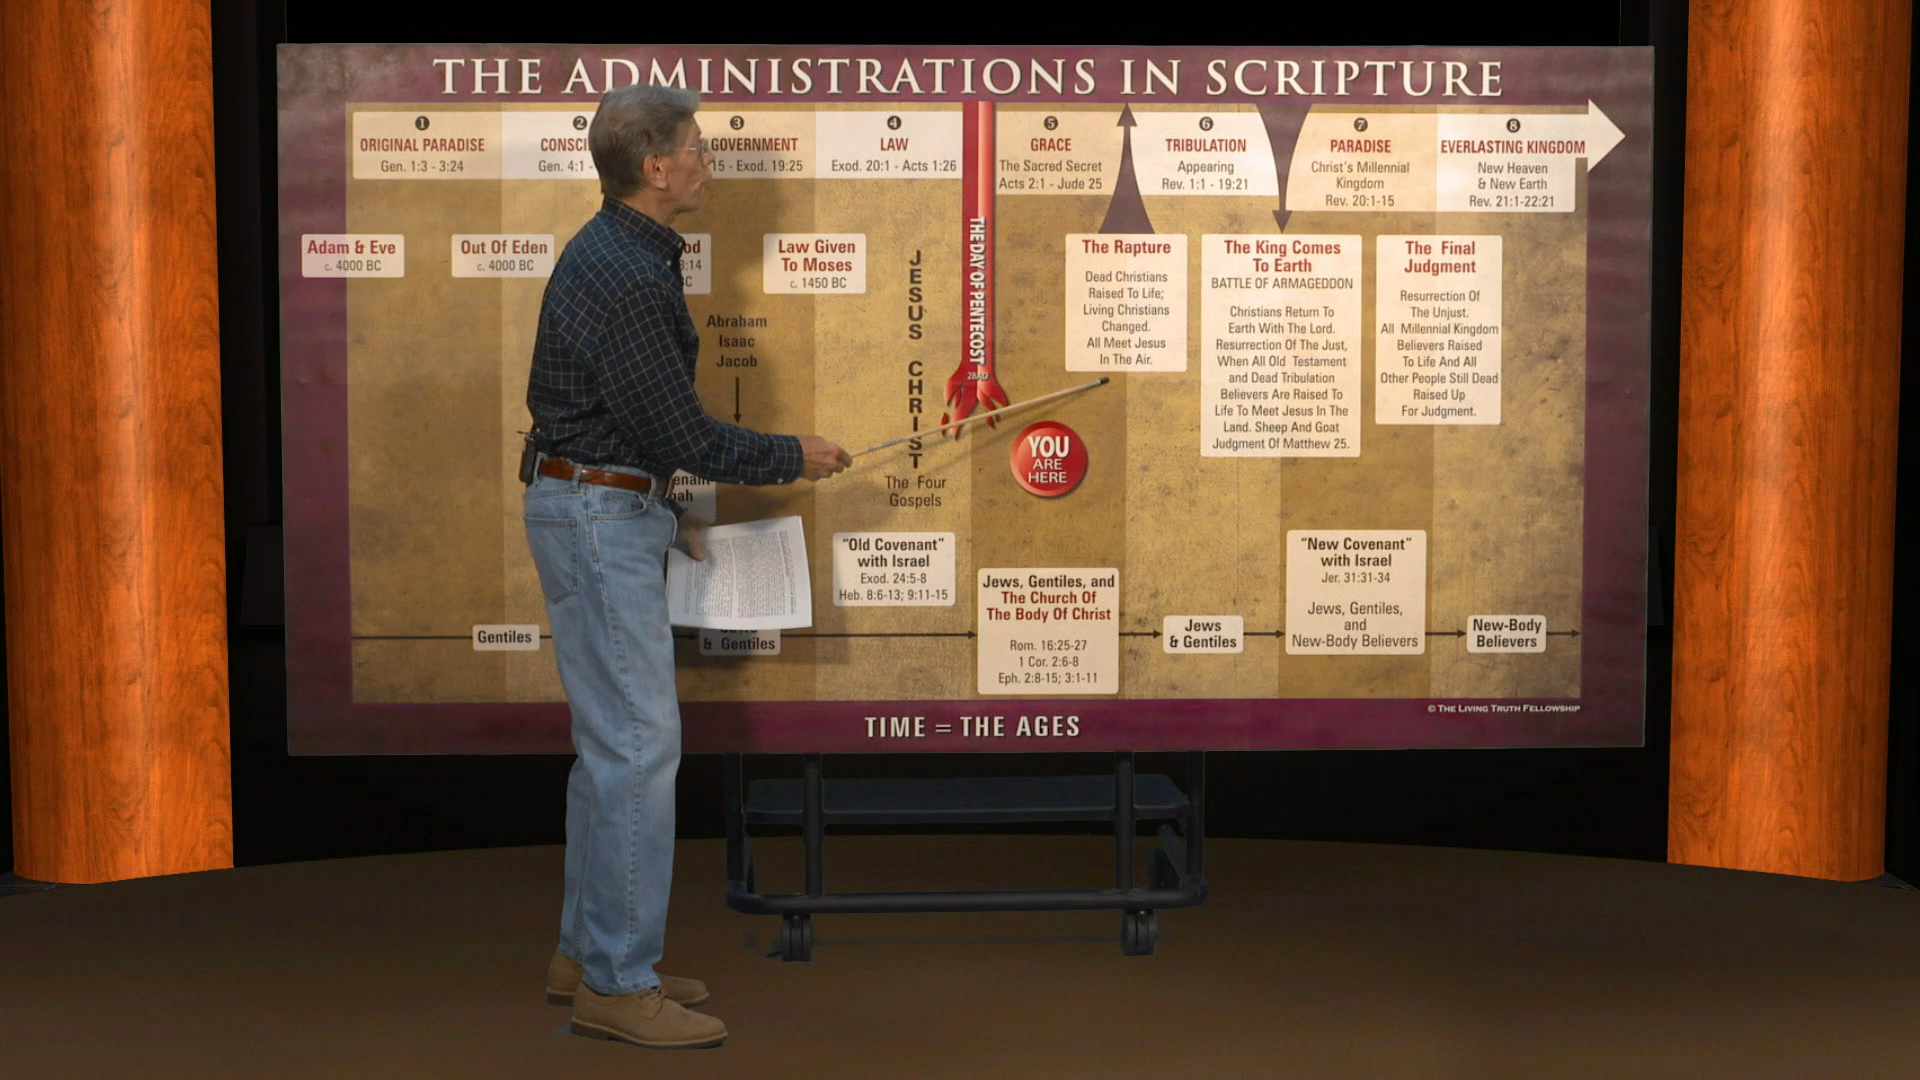 THE ADMINISTRATIONS IN SCRIPTURE
1
ORIGINAL PARADISE
Gen. 1:3 - 3:24
2
Gen. 4:1 -
3
GOVERNMENT
15 - Exod. 19:25
4
LAW
Exod. 20:1 - Acts 1:26
5
GRACE
The Sacred Secret
Acts 2:1 - Jude 25
6
TRIBULATION
Appearing
Rev. 1:1 - 19:21
7
PARADISE
Christ's Millennial
Kingdom
Rev. 20:1-15
8
EVERLASTING KINGDOM
New Heaven
& New Earth
Rev. 21:1-22:21
Adam & Eve
c. 4000 BC
Out Of Eden
c. 4000 BC
Law Given
To Moses
c. 1450 BC
Abraham
Isaac
Jacob
JESUS CHRIST
The Four
Gospels
THE DAY OF PENTECOST
28AD
YOU
ARE
HERE
The Rapture
Dead Christians
Raised To Life;
Living Christians
Changed.
All Meet Jesus
In The Air.
The King Comes
To Earth
BATTLE OF ARMAGEDDON
Christians Return To
Earth With The Lord.
Resurrection Of The Just,
When All Old Testament
and Dead Tribulation
Believers Are Raised To
Life To Meet Jesus In The
Land. Sheep And Goat
Judgment Of Matthew 25.
The Final
Judgment
Resurrection Of
The Unjust.
All Millennial Kingdom
Believers Raised
To Life And All
Other People Still Dead
Raised Up
For Judgment.
"Old Covenant"
with Israel
Exod. 24:5-8
Heb. 8:6-13; 9:11-15
Jews, Gentiles, and
The Church Of
The Body Of Christ
Rom. 16:25-27
1 Cor. 2:6-8
Eph. 2:8-15; 3:1-11
"New Covenant"
with Israel
Jer. 31:31-34
Jews, Gentiles,
and
New-Body Believers
Gentiles
& Gentiles
Jews
& Gentiles
New-Body
Believers
© THE LIVING TRUTH FELLOWSHIP
TIME = THE AGES